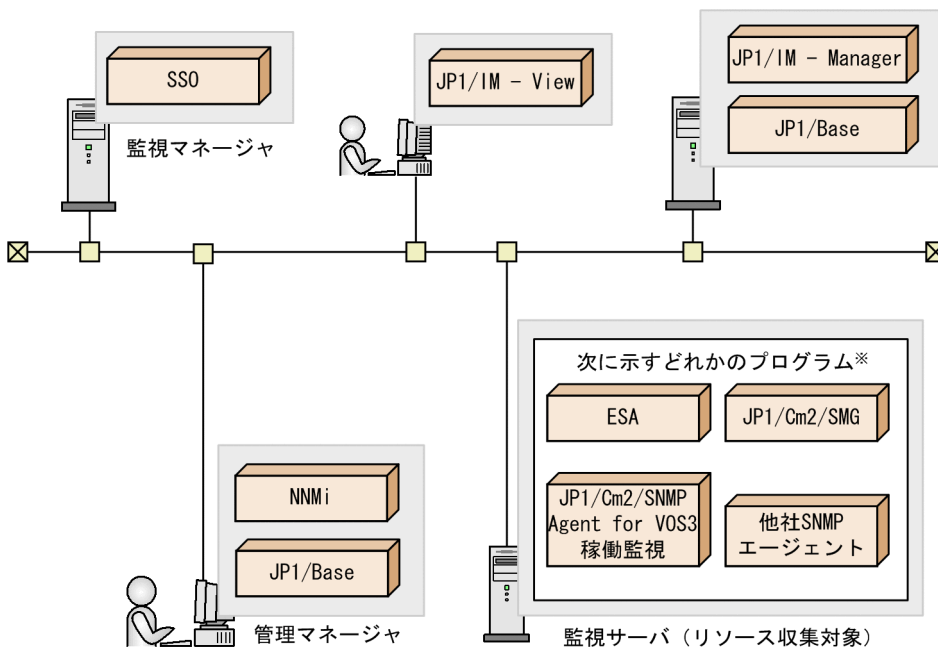 SSO
監視マネージャ
JP1/IM - View
JP1/IM - Manager
JP1/Base
NNMi
JP1/Base
管理マネージャ
次に示すどれかのプログラム※
ESA
JP1/Cm2/SMG
JP1/Cm2/SNMP
Agent for VOS3
稼働監視
他社SNMP
エージェント
監視サーバ（リソース収集対象）